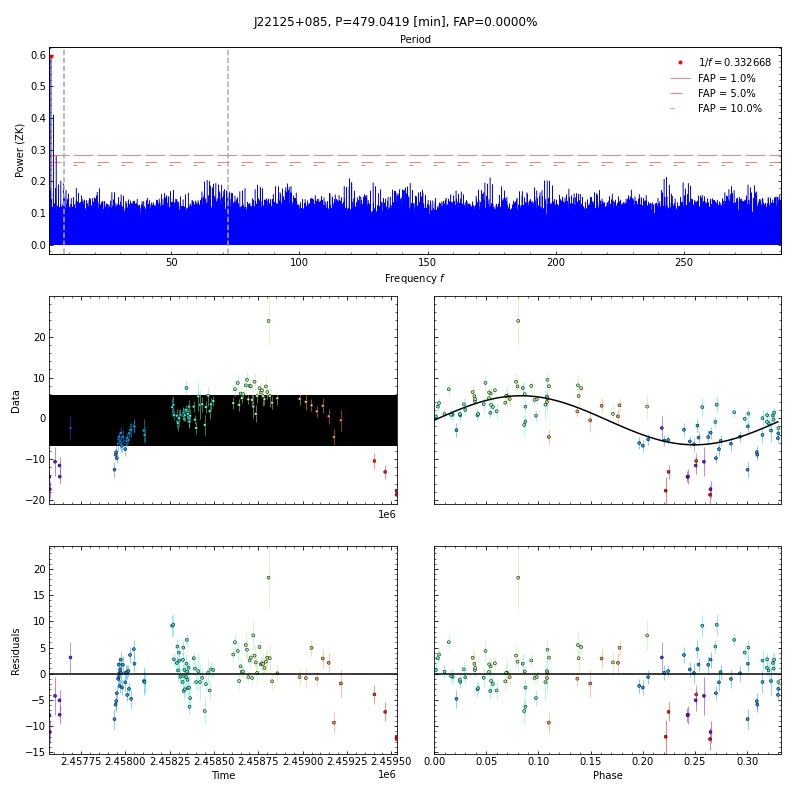 J22125+085, P=479.0419 [min], FAP=0.0000%
Period
Power (ZK)
0.6
0.5
0.4
0.3
0.2
0.1
0.0
1/f = 0.332668
FAP = 1.0%
FAP = 5.0%
FAP = 10.0%
50 100 150 200 250
Frequency f
Data
20
10
0
−10
−20
1e6
Residuals
20
15
10
5
0
−5
−10
−15
2.45775 2.45800 2.45825 2.45850 2.45875 2.45900 2.45925 2.45950
Time
1e6
0.00 0.05 0.10 0.15 0.20 0.25 0.30
Phase